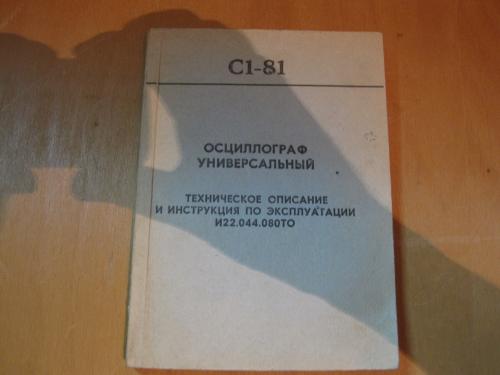 С1-81
ОСЦИЛЛОГРАФ
УНИВЕРСАЛЬНЫЙ
ТЕХНИЧЕСКОЕ ОПИСАНИЕ
И ИНСТРУКЦИЯ ПО ЭКСПЛУАТАЦИИ
И22.044.080ТО